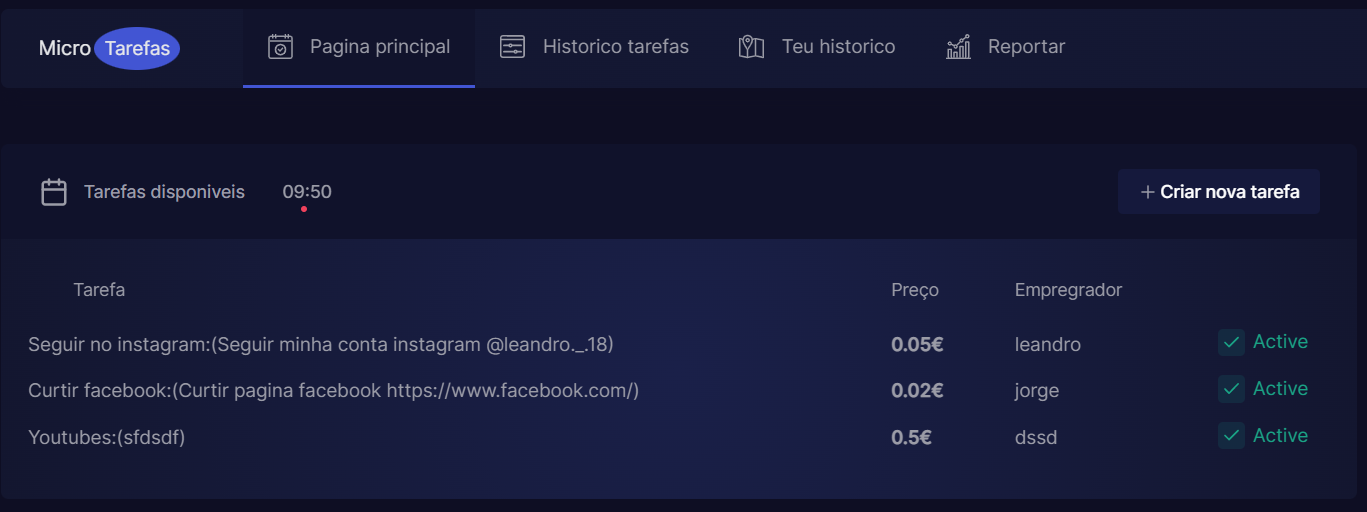 Micro Tarefas Pagina principal Historico tarefas Teu historico Reportar
Tarefas disponiveis 09:50 + Criar nova tarefa
Tarefa Preço Empregrador
Seguir no instagram:(Seguir minha conta instagram @leandro._.18) 0.05€ leandro Active
Curtir facebook:(Curtir pagina facebook https://www.facebook.com/) 0.02€ jorge Active
Youtubes:(sfdsdf) 0.5€ dssd Active